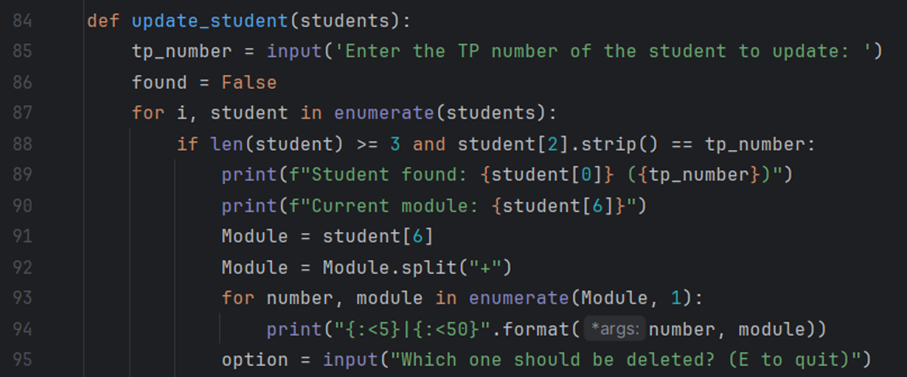 84 def update_student(students):
85 tp_number = input('Enter the TP number of the student to update: ')
86 found = False
87 for i, student in enumerate(students):
88 if len(student) >= 3 and student[2].strip() == tp_number:
89 print(f"Student found: {student[0]} ({tp_number})")
90 print(f"Current module: {student[6]}")
91 Module = student[6]
92 Module = Module.split("+")
93 for number, module in enumerate(Module, 1):
94 print("{:<5}|{:<50}".format( *args: number, module))
95 option = input("Which one should be deleted? (E to quit)")